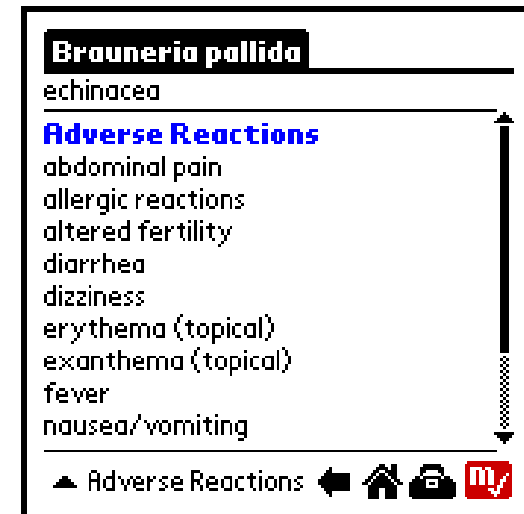 Brauneria pallida
echinacea
Adverse Reactions
abdominal pain
allergic reactions
altered fertility
diarrhea
dizziness
erythema (topical)
exanthema (topical)
fever
nausea/vomiting
Adverse Reactions
m